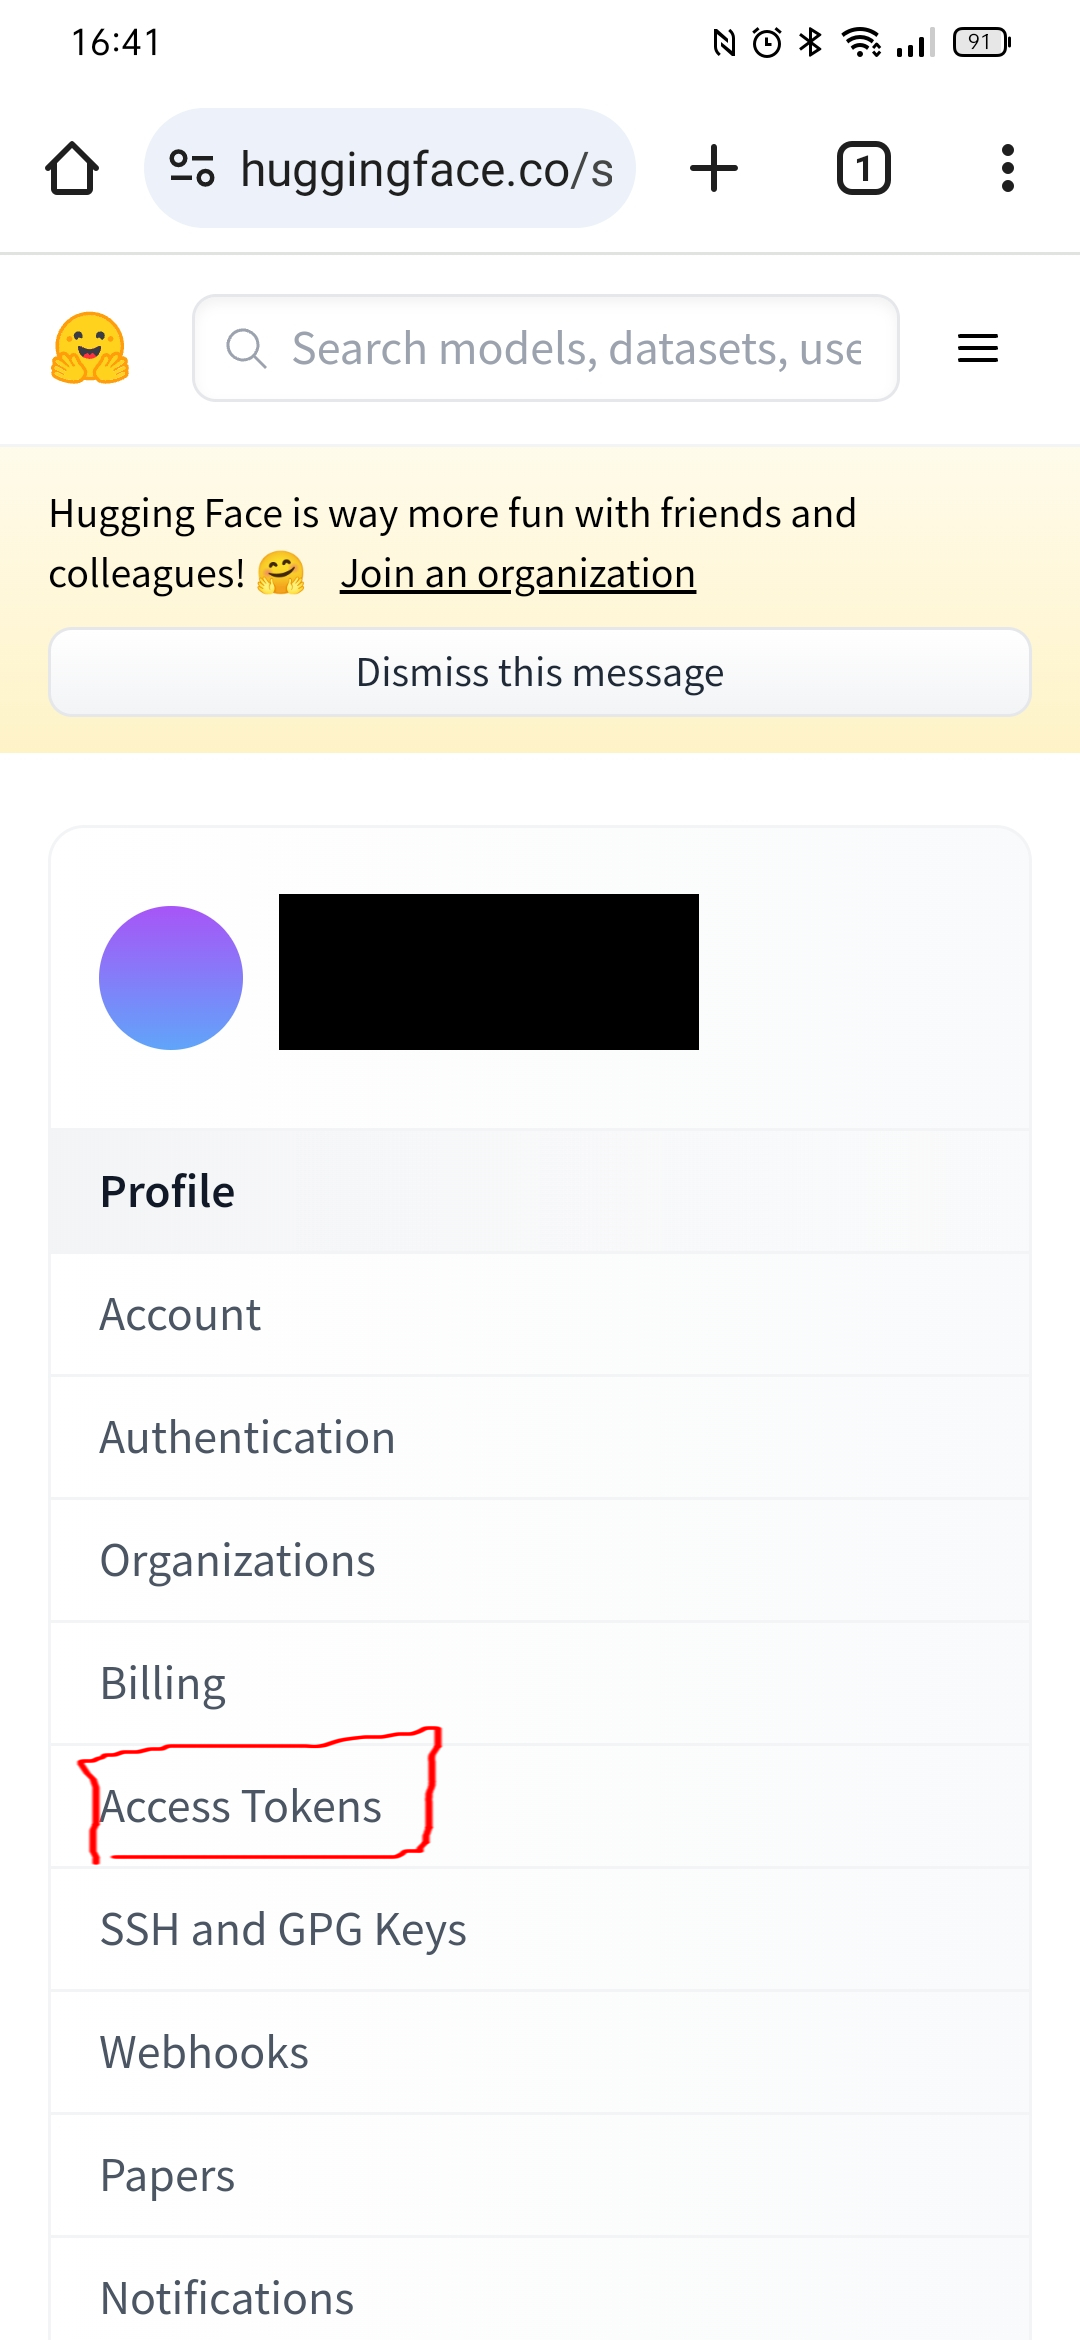 16:41
91
huggingface.co/s
1
Search models, datasets, use
Hugging Face is way more fun with friends and
colleagues! 🤗 Join an organization
Dismiss this message
Profile
Account
Authentication
Organizations
Billing
Access Tokens
SSH and GPG Keys
Webhooks
Papers
Notifications